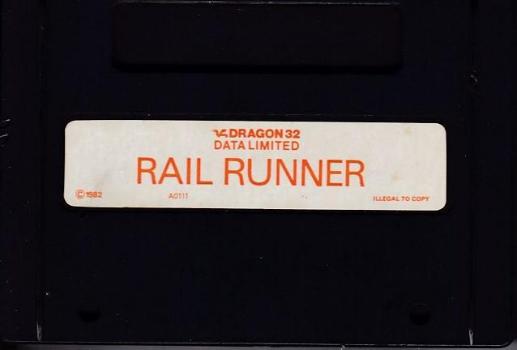 DRAGON 32
DATA LIMITED
RAIL RUNNER
© 1982 A0111 ILLEGAL TO COPY